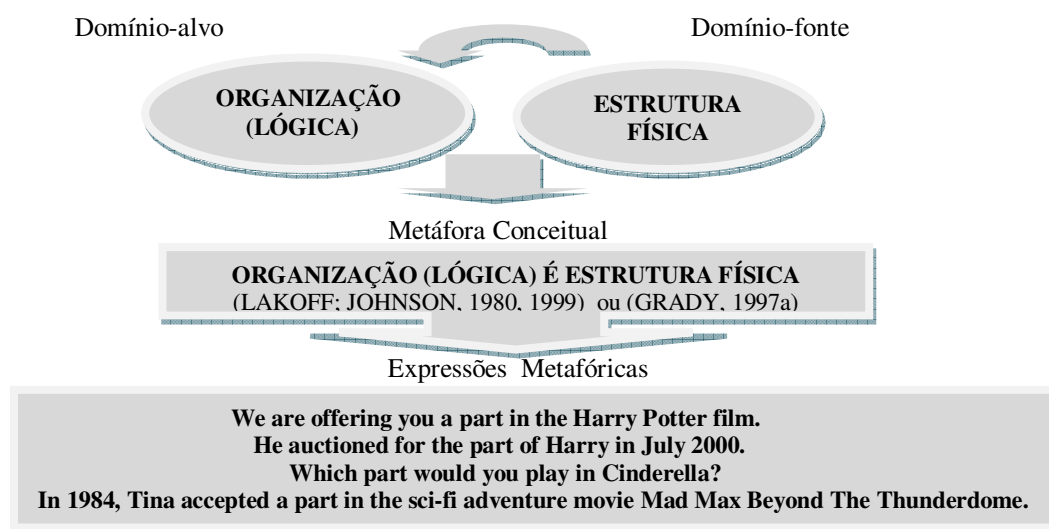 Domínio-alvo Domínio-fonte
ORGANIZAÇÃO
(LÓGICA)
ESTRUTURA
FÍSICA
Metáfora Conceitual
ORGANIZAÇÃO (LÓGICA) É ESTRUTURA FÍSICA
(LAKOFF; JOHNSON, 1980, 1999) ou (GRADY, 1997a)
Expressões Metafóricas
We are offering you a part in the Harry Potter film.
He auctioned for the part of Harry in July 2000.
Which part would you play in Cinderella?
In 1984, Tina accepted a part in the sci-fi adventure movie Mad Max Beyond The Thunderdome.